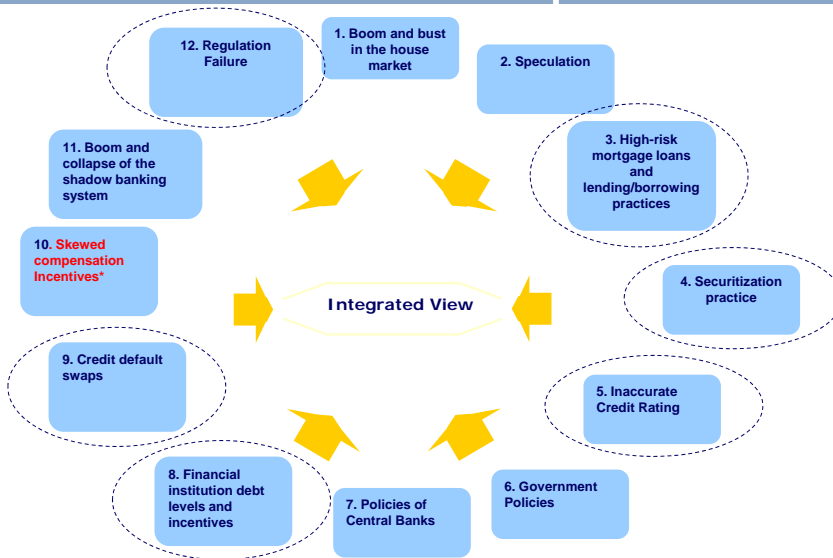 12. Regulation
Failure
1. Boom and bust
in the house
market
2. Speculation
3. High-risk
mortgage loans
and
lending/borrowing
practices
11. Boom and
collapse of the
shadow banking
system
10. Skewed
compensation
Incentives*
4. Securitization
practice
Integrated View
9. Credit default
swaps
5. Inaccurate
Credit Rating
8. Financial
institution debt
levels and
incentives
7. Policies of
Central Banks
6. Government
Policies